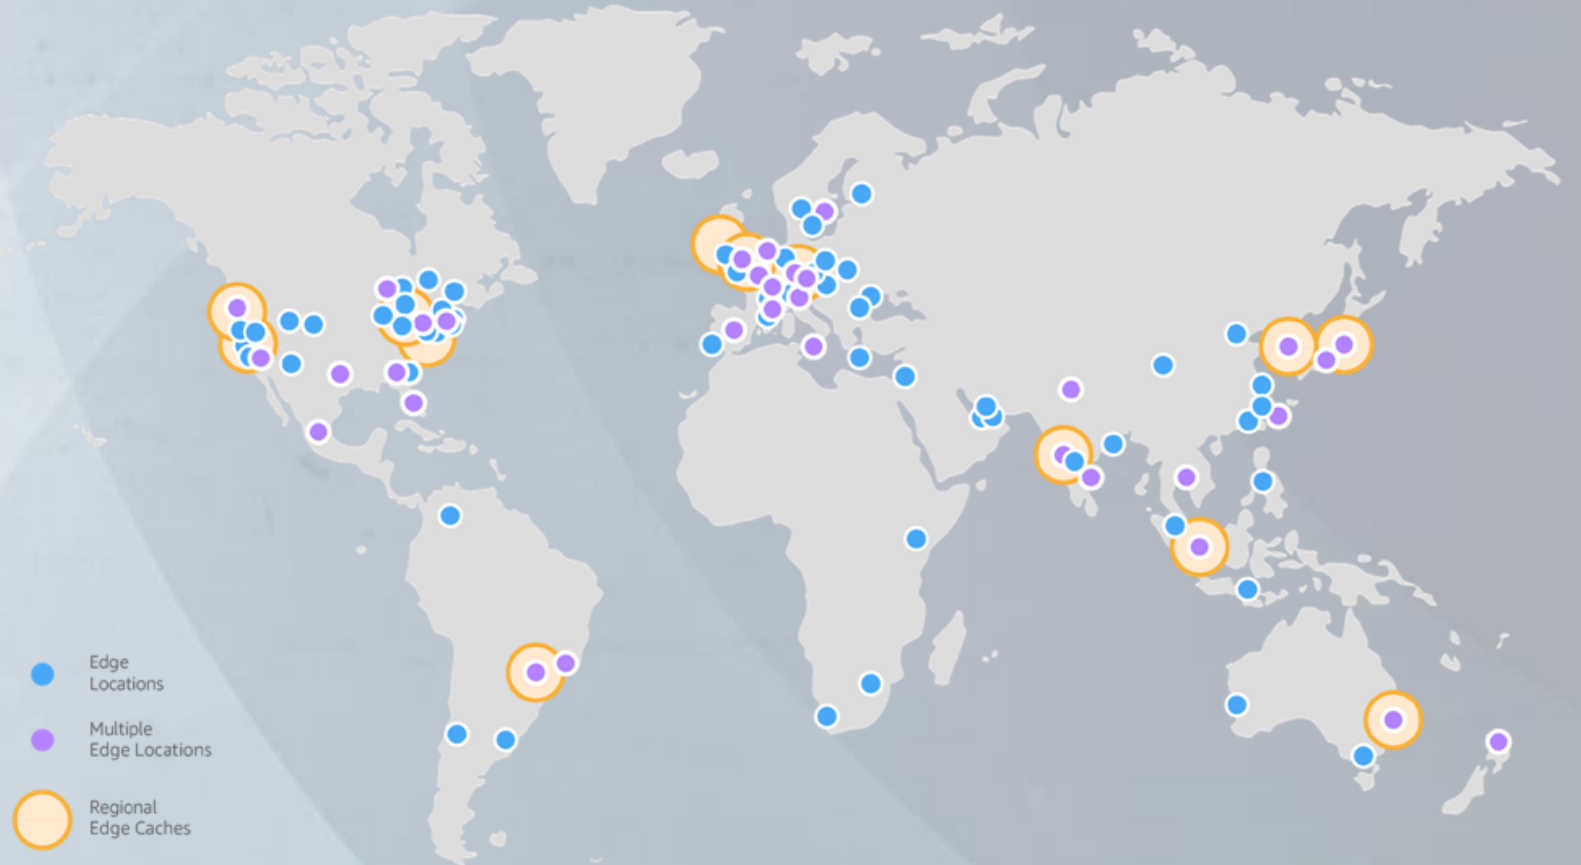 Edge
Locations
Multiple
Edge Locations
Regional
Edge Caches